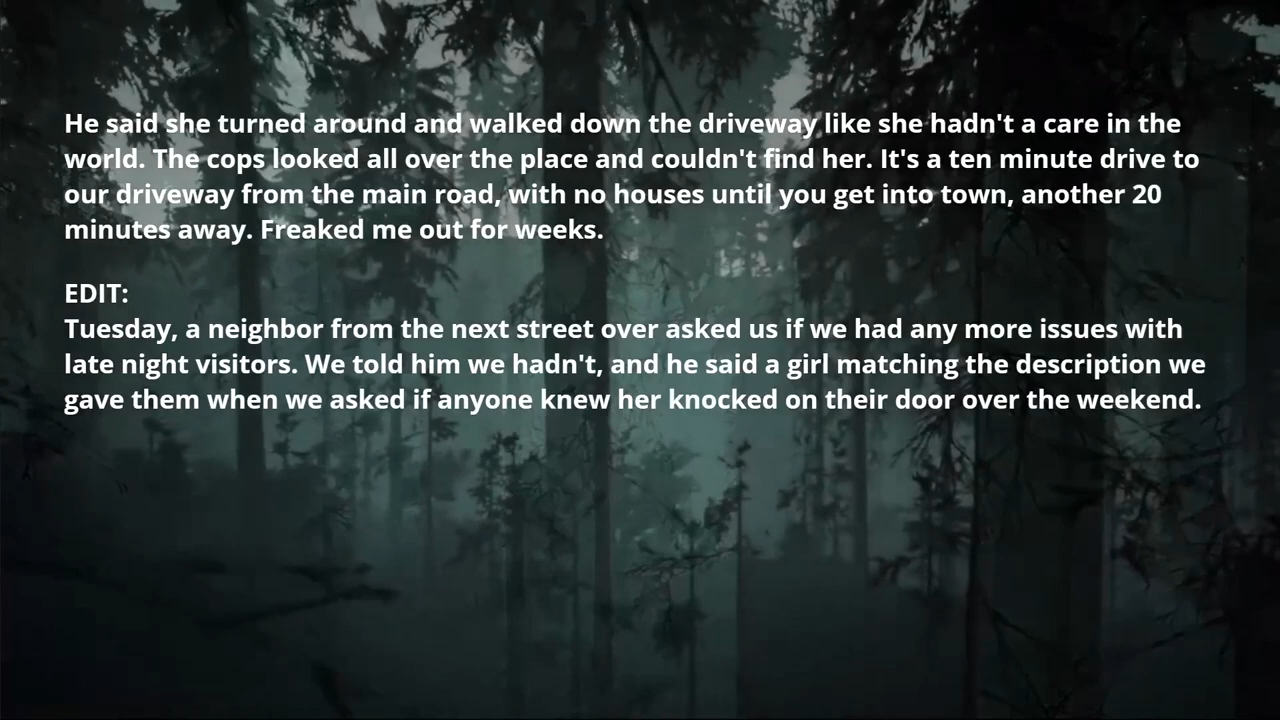 He said she turned around and walked down the driveway like she hadn't a care in the
world. The cops looked all over the place and couldn't find her. It's a ten minute drive to
our driveway from the main road, with no houses until you get into town, another 20
minutes away. Freaked me out for weeks.
EDIT:
Tuesday, a neighbor from the next street over asked us if we had any more issues with
late night visitors. We told him we hadn't, and he said a girl matching the description we
gave them when we asked if anyone knew her knocked on their door over the weekend.